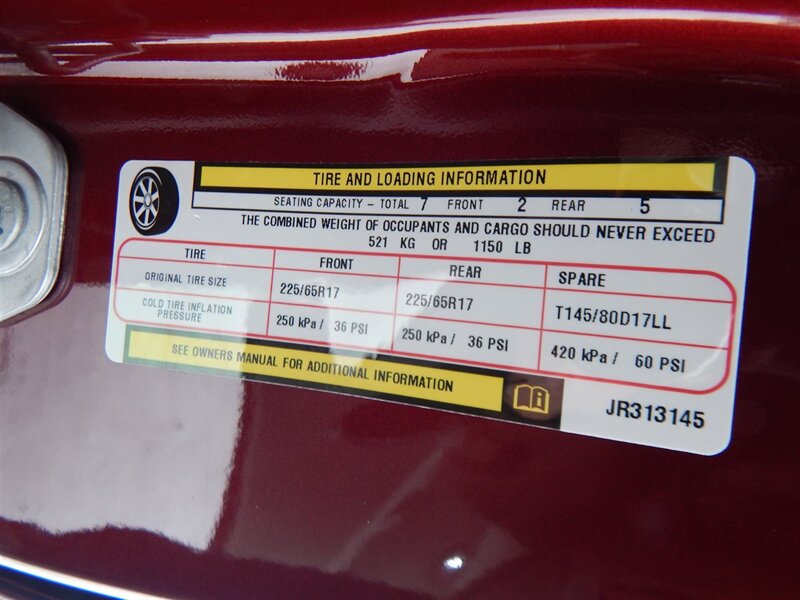 TIRE AND LOADING INFORMATION
SEATING CAPACITY - TOTAL 7 FRONT 2 REAR 5
THE COMBINED WEIGHT OF OCCUPANTS AND CARGO SHOULD NEVER EXCEED
521 KG OR 1150 LB
TIRE FRONT REAR SPARE
ORIGINAL TIRE SIZE 225/65R17 225/65R17 T145/80D17LL
COLD TIRE INFLATION
PRESSURE 250 kPa / 36 PSI 250 kPa / 36 PSI 420 kPa / 60 PSI
SEE OWNERS MANUAL FOR ADDITIONAL INFORMATION
JR313145